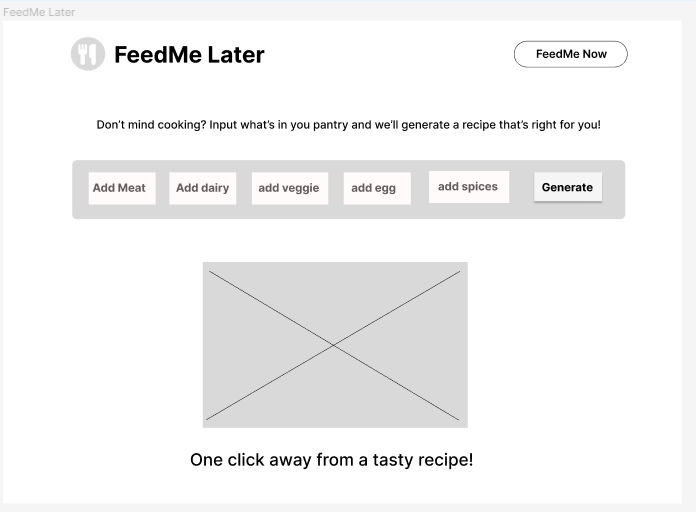 FeedMe Later
FeedMe Later
FeedMe Now
Don't mind cooking? Input what's in you pantry and we'll generate a recipe that's right for you!
Add Meat
Add dairy
add veggie
add egg
add spices
Generate
One click away from a tasty recipe!